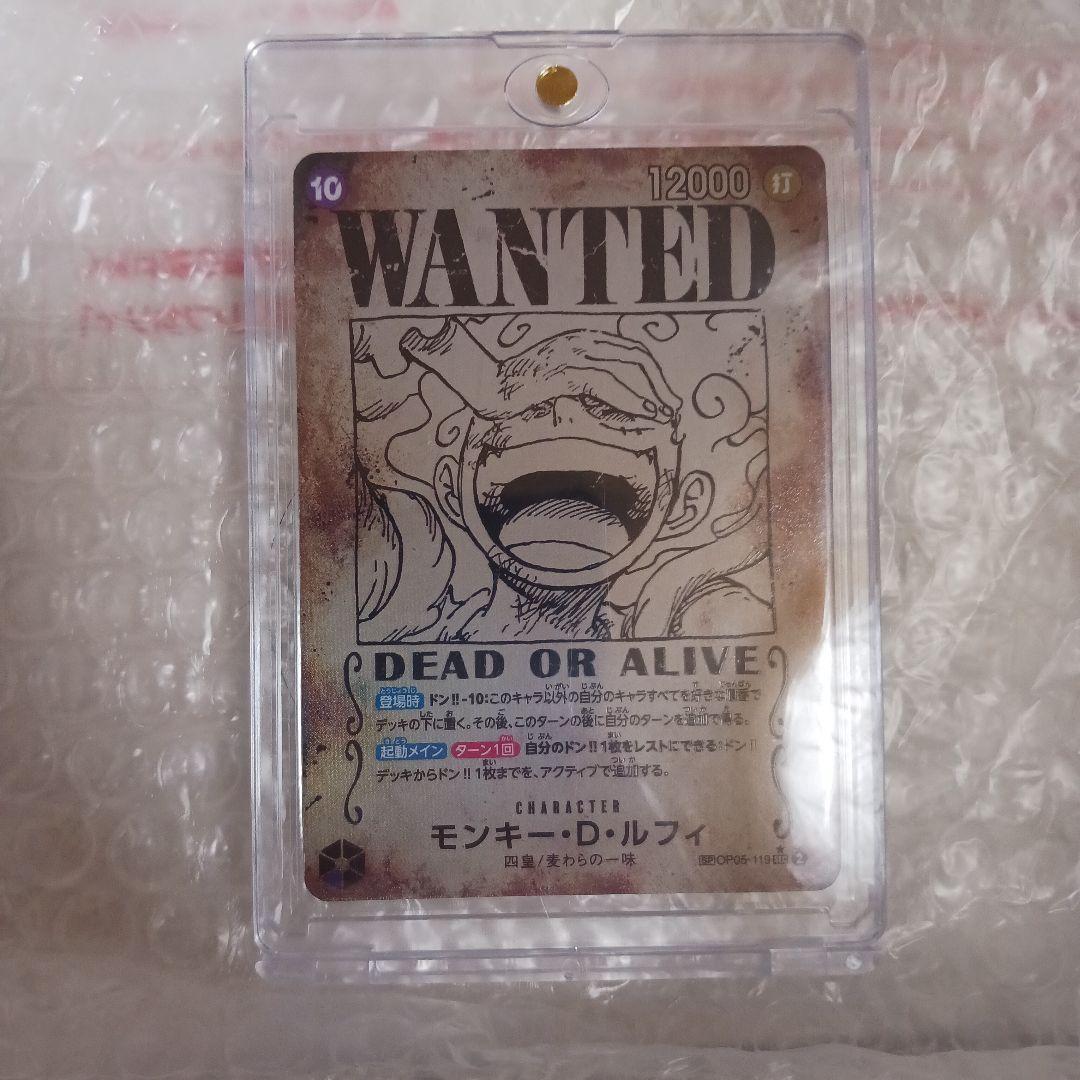 10 12000 打
WANTED
DEAD OR ALIVE
登場時 ドン!!-10:このキャラ以外の自分のキャラすべてを好きな順番で
デッキの下に置く。その後、このターンの後に自分のターンを追加で得る。
起動メイン ターン1回 自分のドン!!1枚をレストにできる:ドン!!
デッキからドン!!1枚までを、アクティブで追加する。
CHARACTER
モンキー・D・ルフィ
四皇/麦わらの一味
SP OP05-119 2